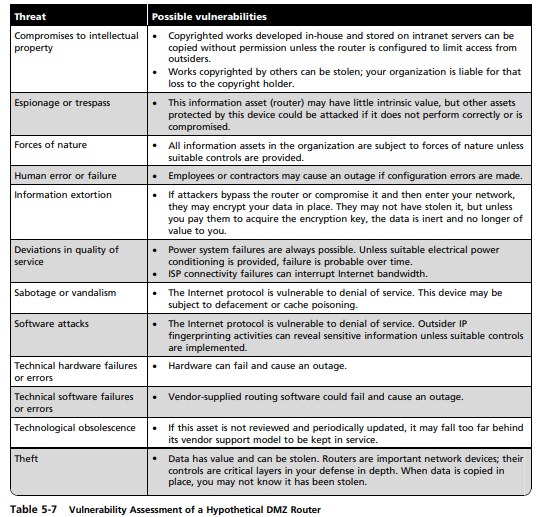 Threat
Possible vulnerabilities
Compromises to intellectual
property
• Copyrighted works developed in-house and stored on intranet servers can be
copied without permission unless the router is configured to limit access from
outsiders.
• Works copyrighted by others can be stolen; your organization is liable for that
loss to the copyright holder.
Espionage or trespass
• This information asset (router) may have little intrinsic value, but other assets
protected by this device could be attacked if it does not perform correctly or is
compromised.
Forces of nature
• All information assets in the organization are subject to forces of nature unless
suitable controls are provided.
Human error or failure
• Employees or contractors may cause an outage if configuration errors are made.
Information extortion
• If attackers bypass the router or compromise it and then enter your network,
they may encrypt your data in place. They may not have stolen it, but unless
you pay them to acquire the encryption key, the data is inert and no longer of
value to you.
Deviations in quality of
service
• Power system failures are always possible. Unless suitable electrical power
conditioning is provided, failure is probable over time.
• ISP connectivity failures can interrupt Internet bandwidth.
Sabotage or vandalism
• The Internet protocol is vulnerable to denial of service. This device may be
subject to defacement or cache poisoning.
Software attacks
• The Internet protocol is vulnerable to denial of service. Outsider IP
fingerprinting activities can reveal sensitive information unless suitable controls
are implemented.
Technical hardware failures
or errors
• Hardware can fail and cause an outage.
Technical software failures
or errors
• Vendor-supplied routing software could fail and cause an outage.
Technological obsolescence
• If this asset is not reviewed and periodically updated, it may fall too far behind
its vendor support model to be kept in service.
Theft
• Data has value and can be stolen. Routers are important network devices; their
controls are critical layers in your defense in depth. When data is copied in
place, you may not know it has been stolen.
Table 5-7 Vulnerability Assessment of a Hypothetical DMZ Router